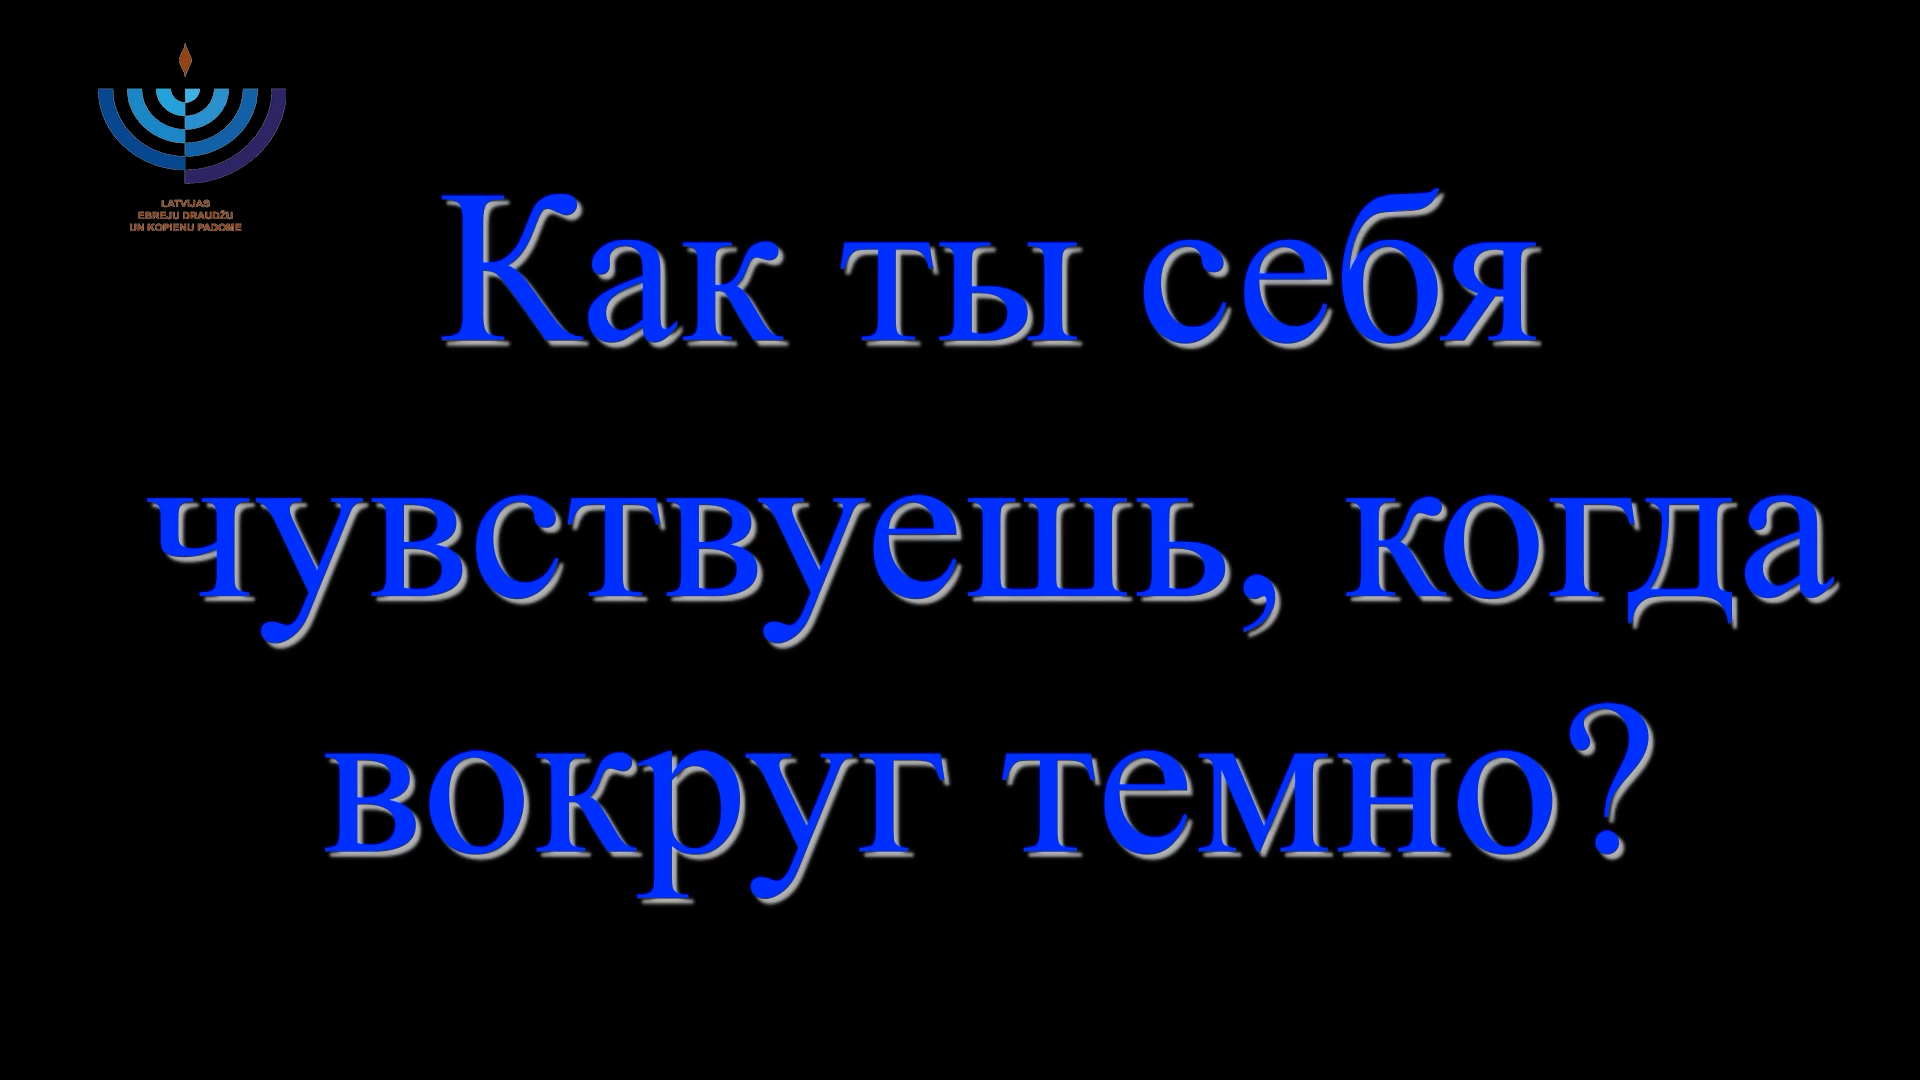 LATVIJAS
EBREJU DRAUDŽU
UN KOPIENU PADOME
Как ты себя
чувствуешь, когда
вокруг темно?